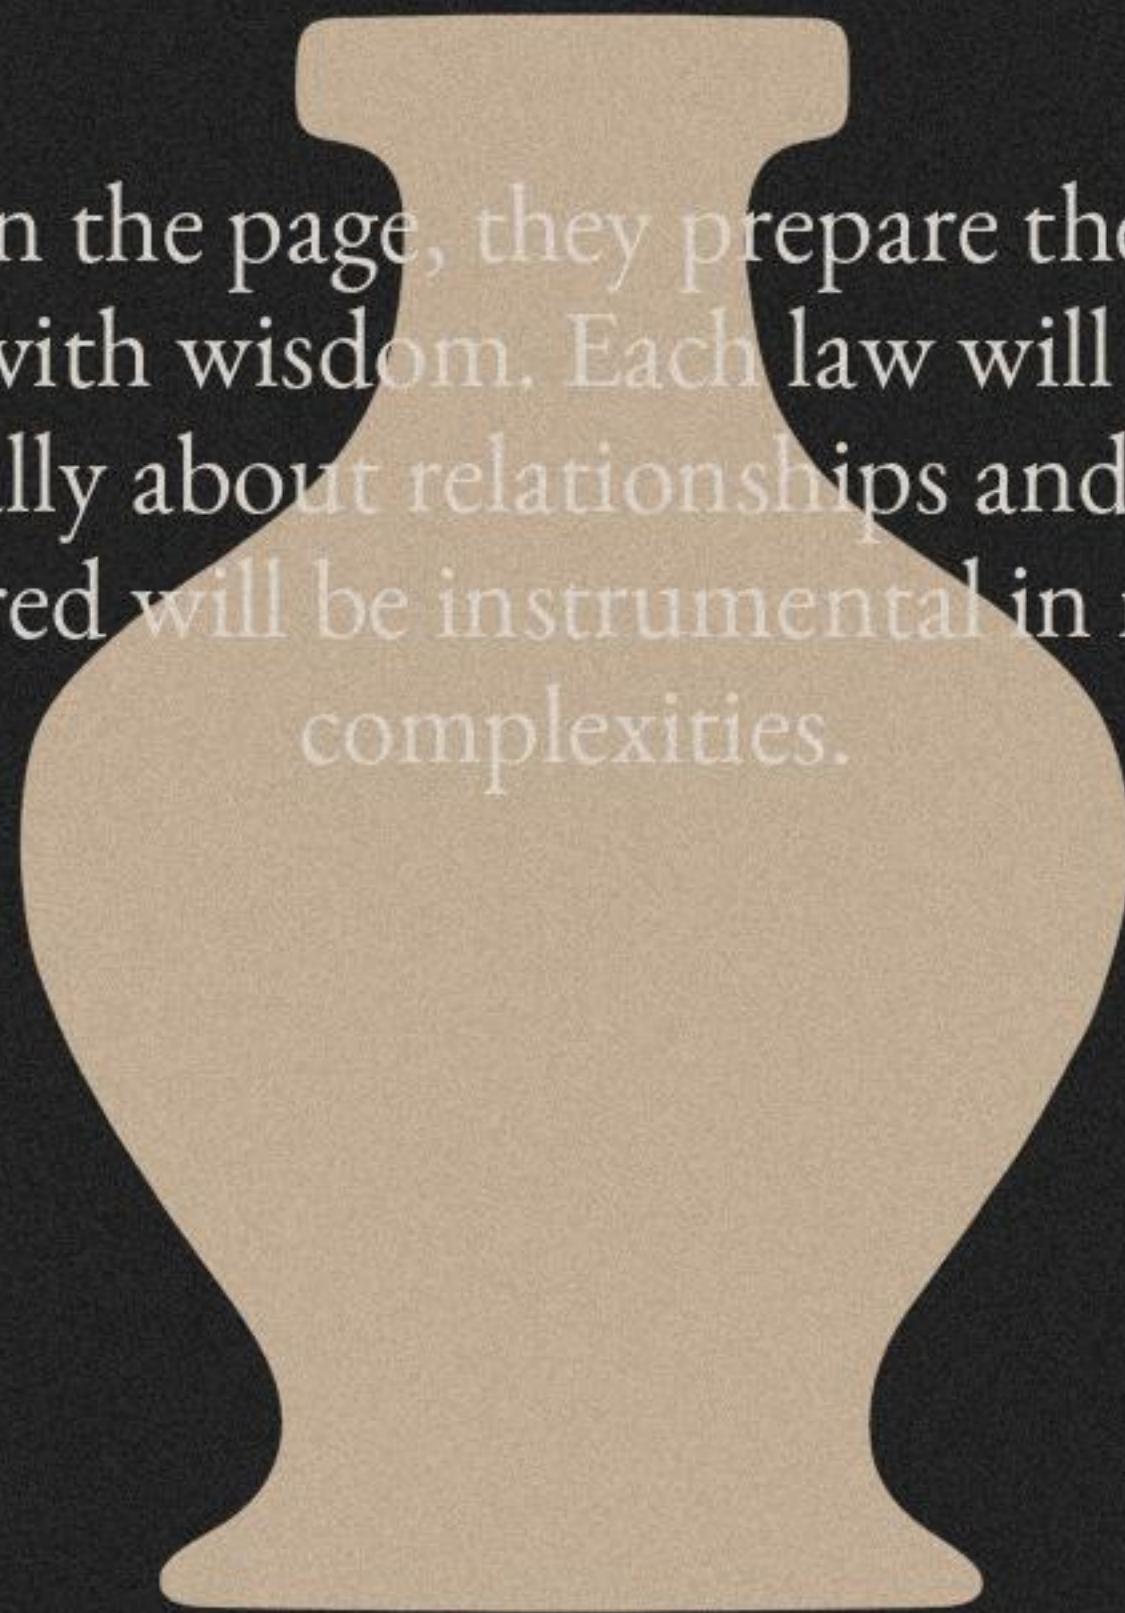 n the page, they prepare the
with wisdom. Each law will
lly about relationships and
red will be instrumental in
complexities.